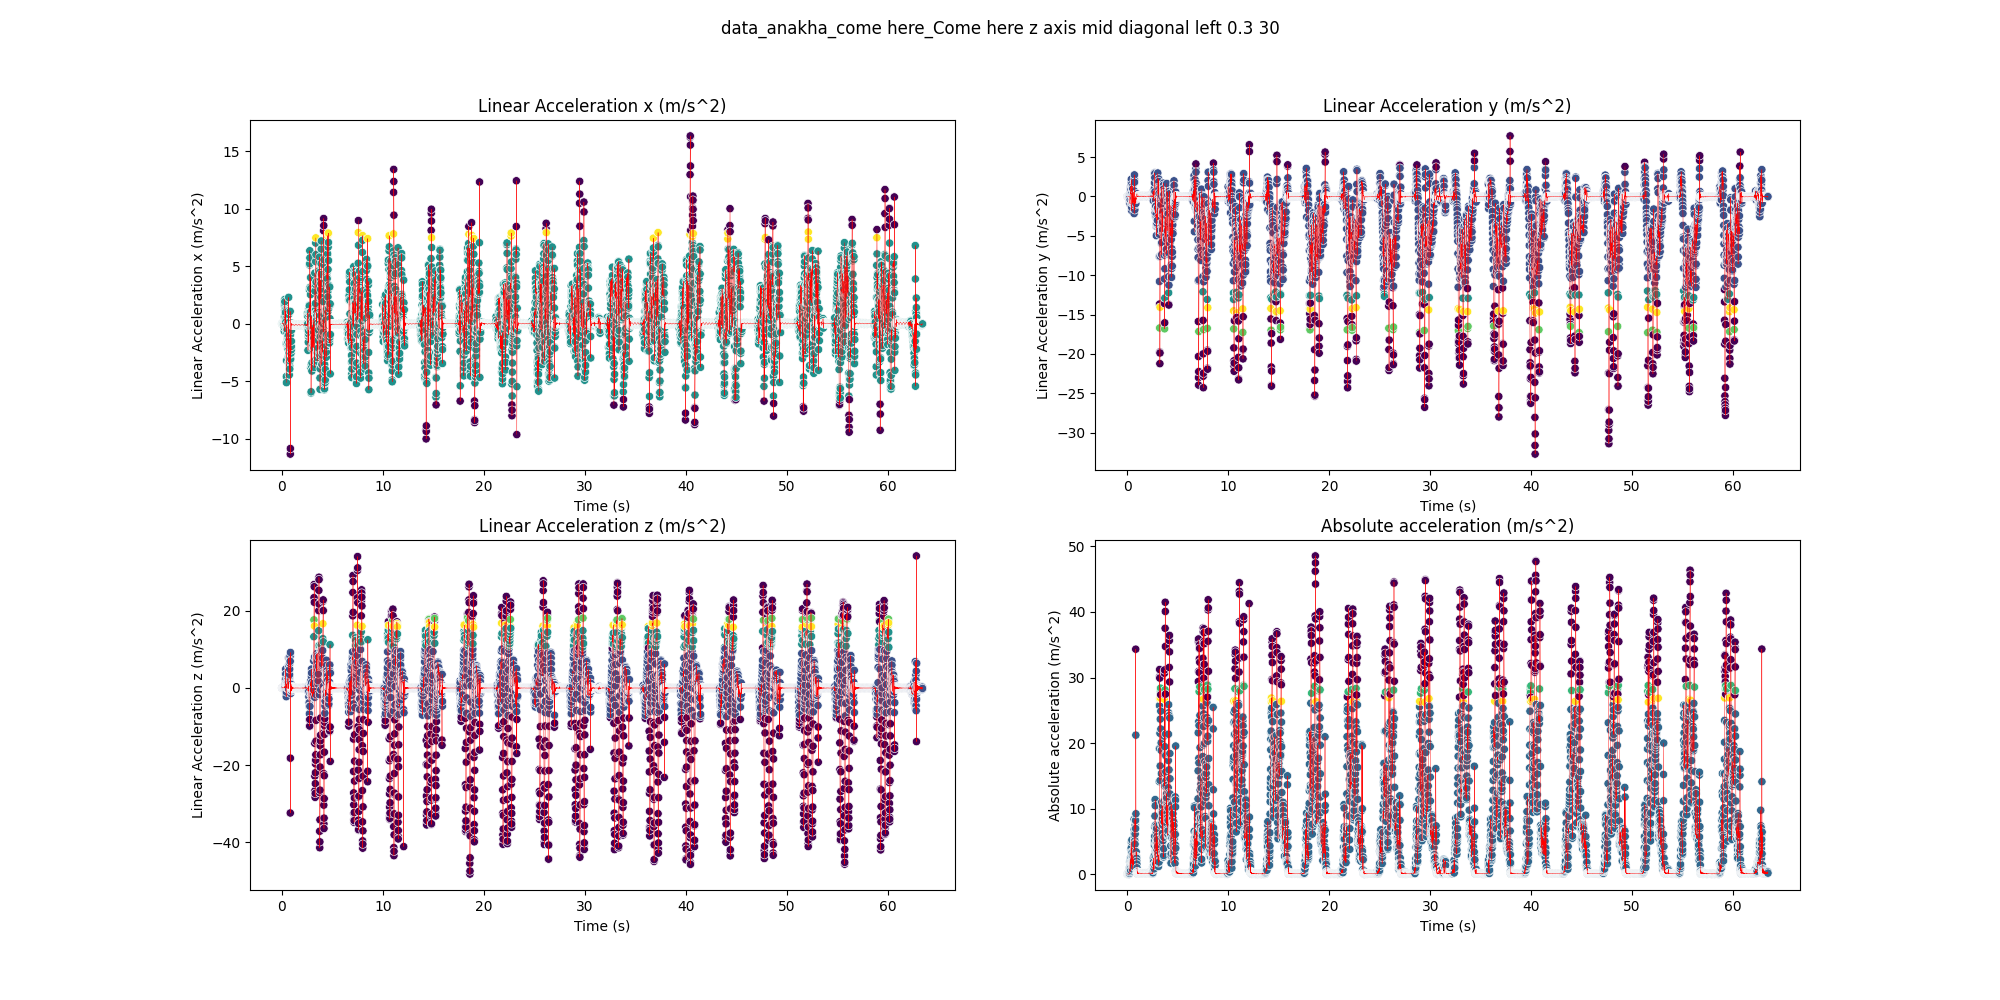 data_anakha_come here_Come here z axis mid diagonal left 0.3 30
Linear Acceleration x (m/s^2)
Linear Acceleration x (m/s^2)
15
10
5
0
−5
−10
0 10 20 30 40 50 60
Time (s)
Linear Acceleration y (m/s^2)
Linear Acceleration y (m/s^2)
5
0
−5
−10
−15
−20
−25
−30
0 10 20 30 40 50 60
Time (s)
Linear Acceleration z (m/s^2)
Linear Acceleration z (m/s^2)
20
0
−20
−40
0 10 20 30 40 50 60
Time (s)
Absolute acceleration (m/s^2)
Absolute acceleration (m/s^2)
50
40
30
20
10
0
0 10 20 30 40 50 60
Time (s)